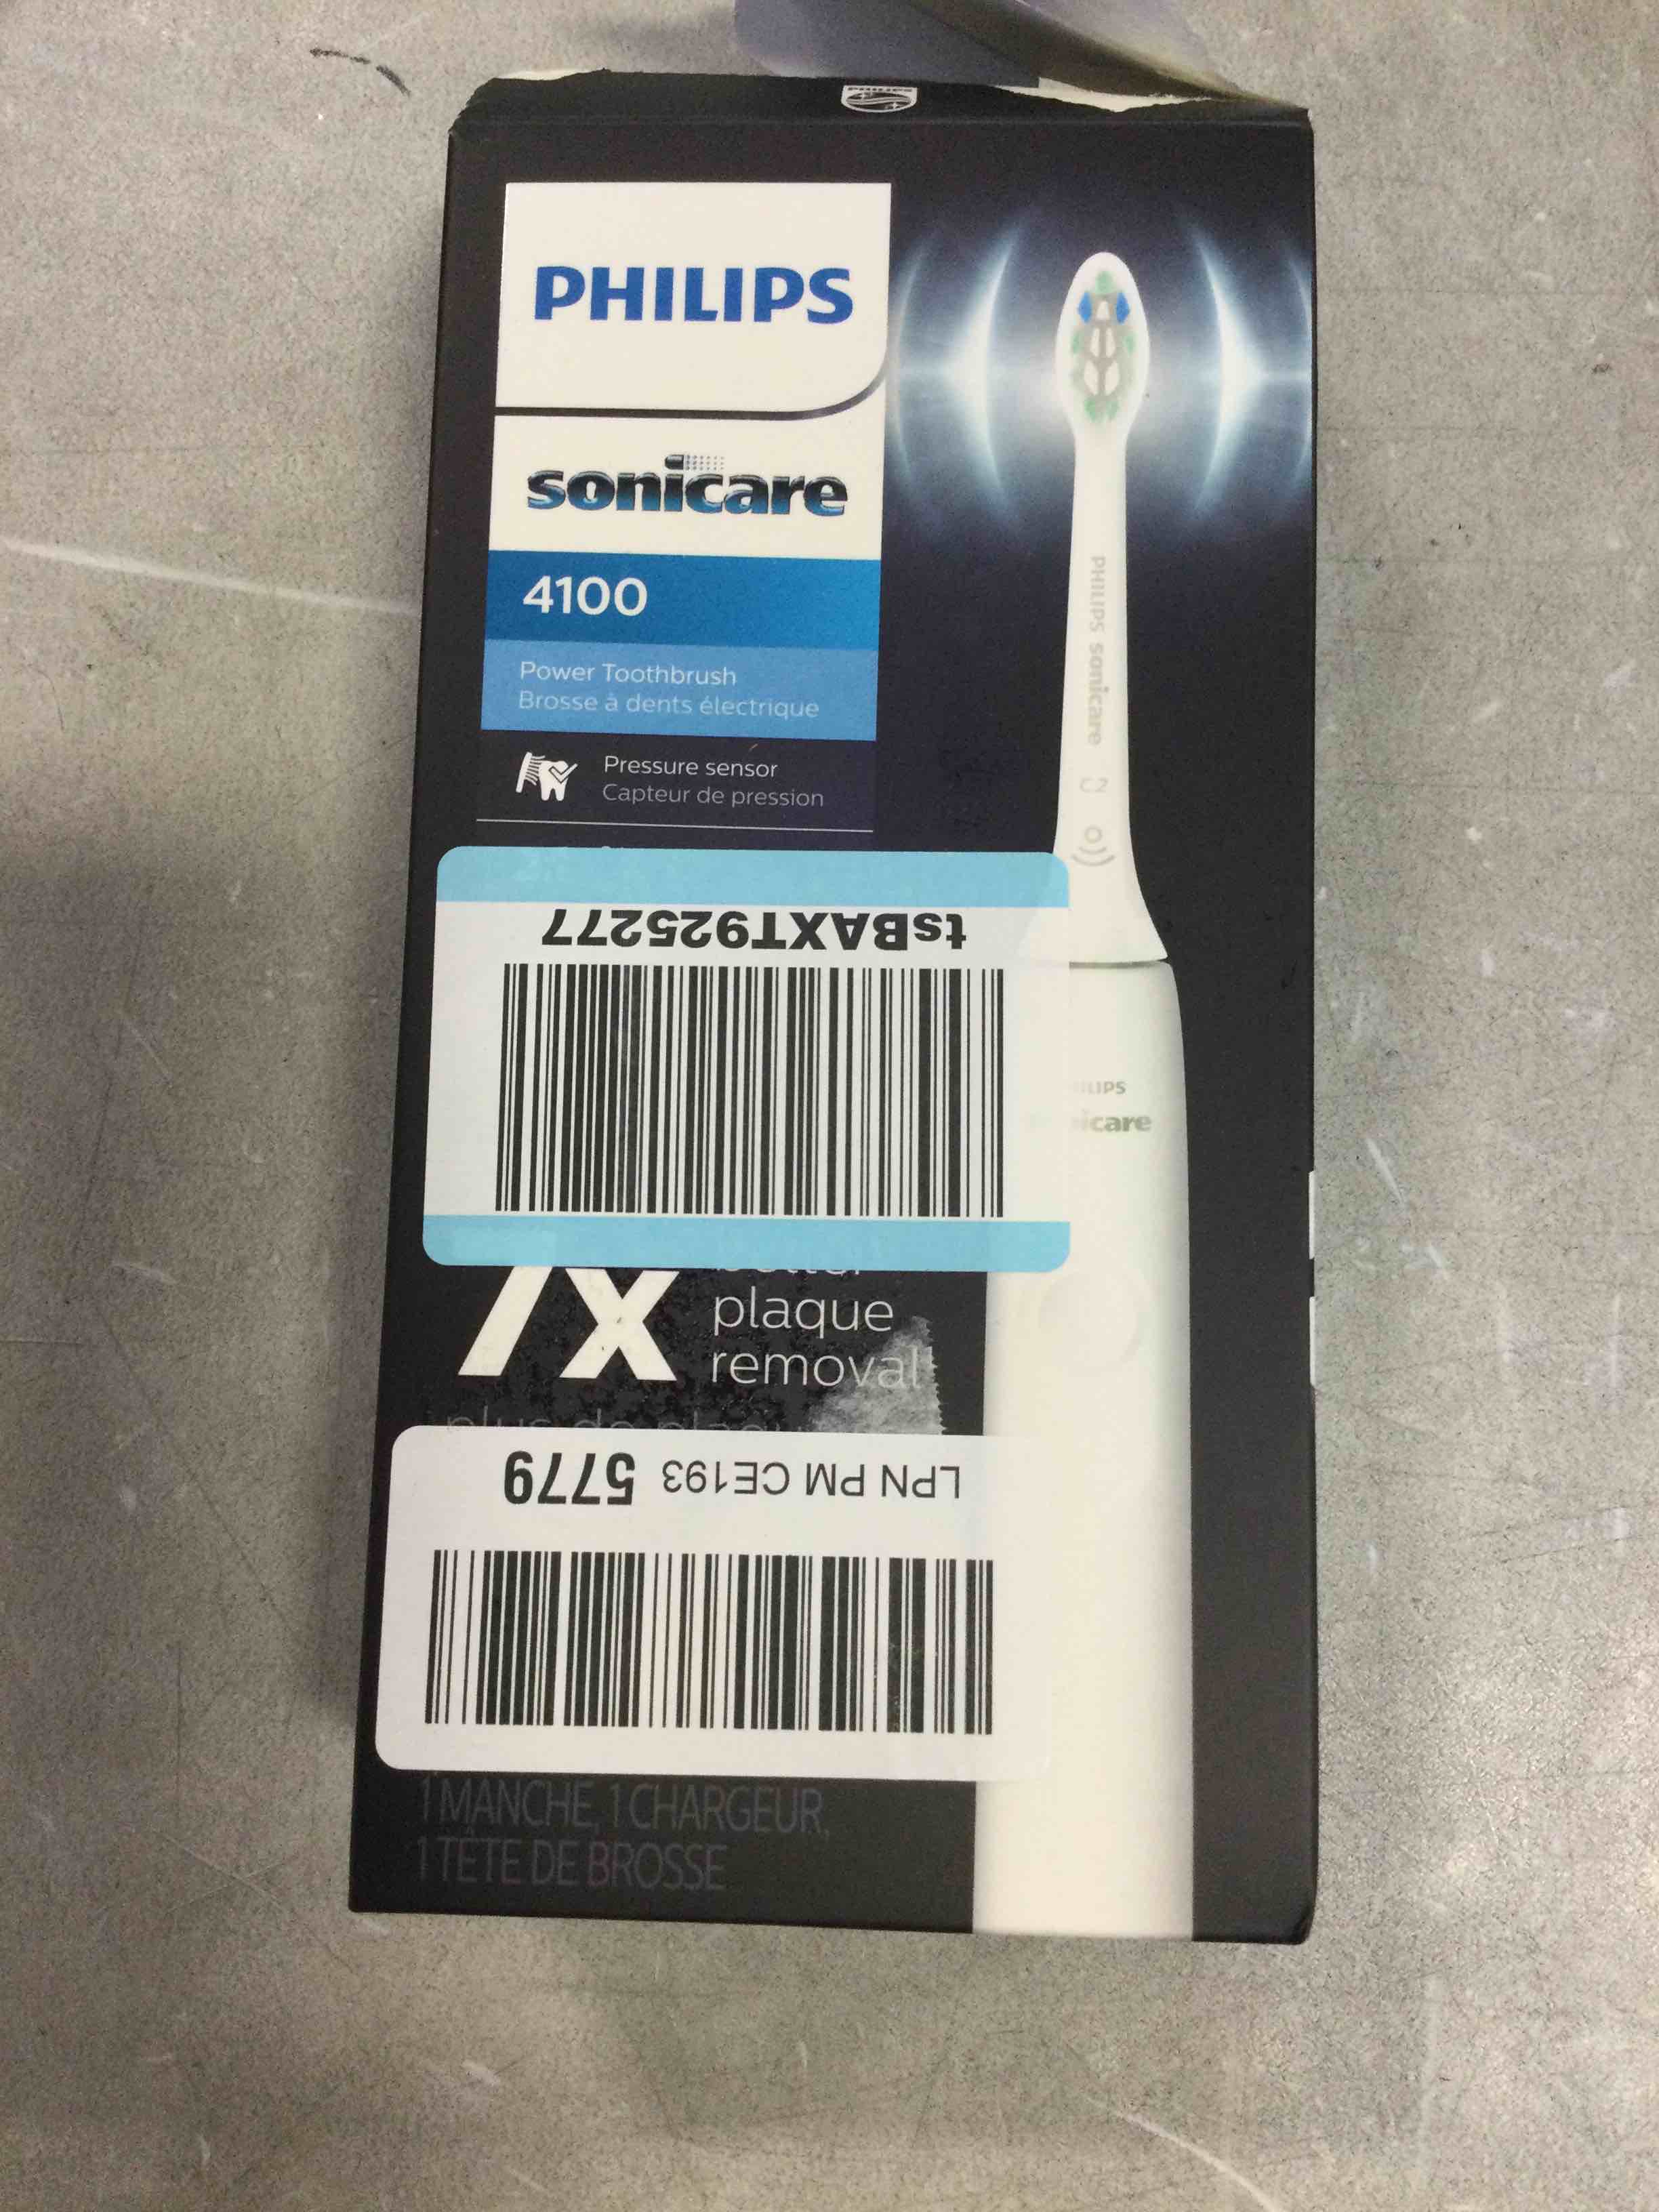 PHILIPS
PHILIPS
sonicare
4100
Power Toothbrush
Brosse à dents électrique
Pressure sensor
Capteur de pression
PHILIPS sonicare
C2
tsBAXT925277
7x
plaque
removal
LPN PM CE193 5779
1 MANCHE, 1 CHARGEUR,
1 TÊTE DE BROSSE